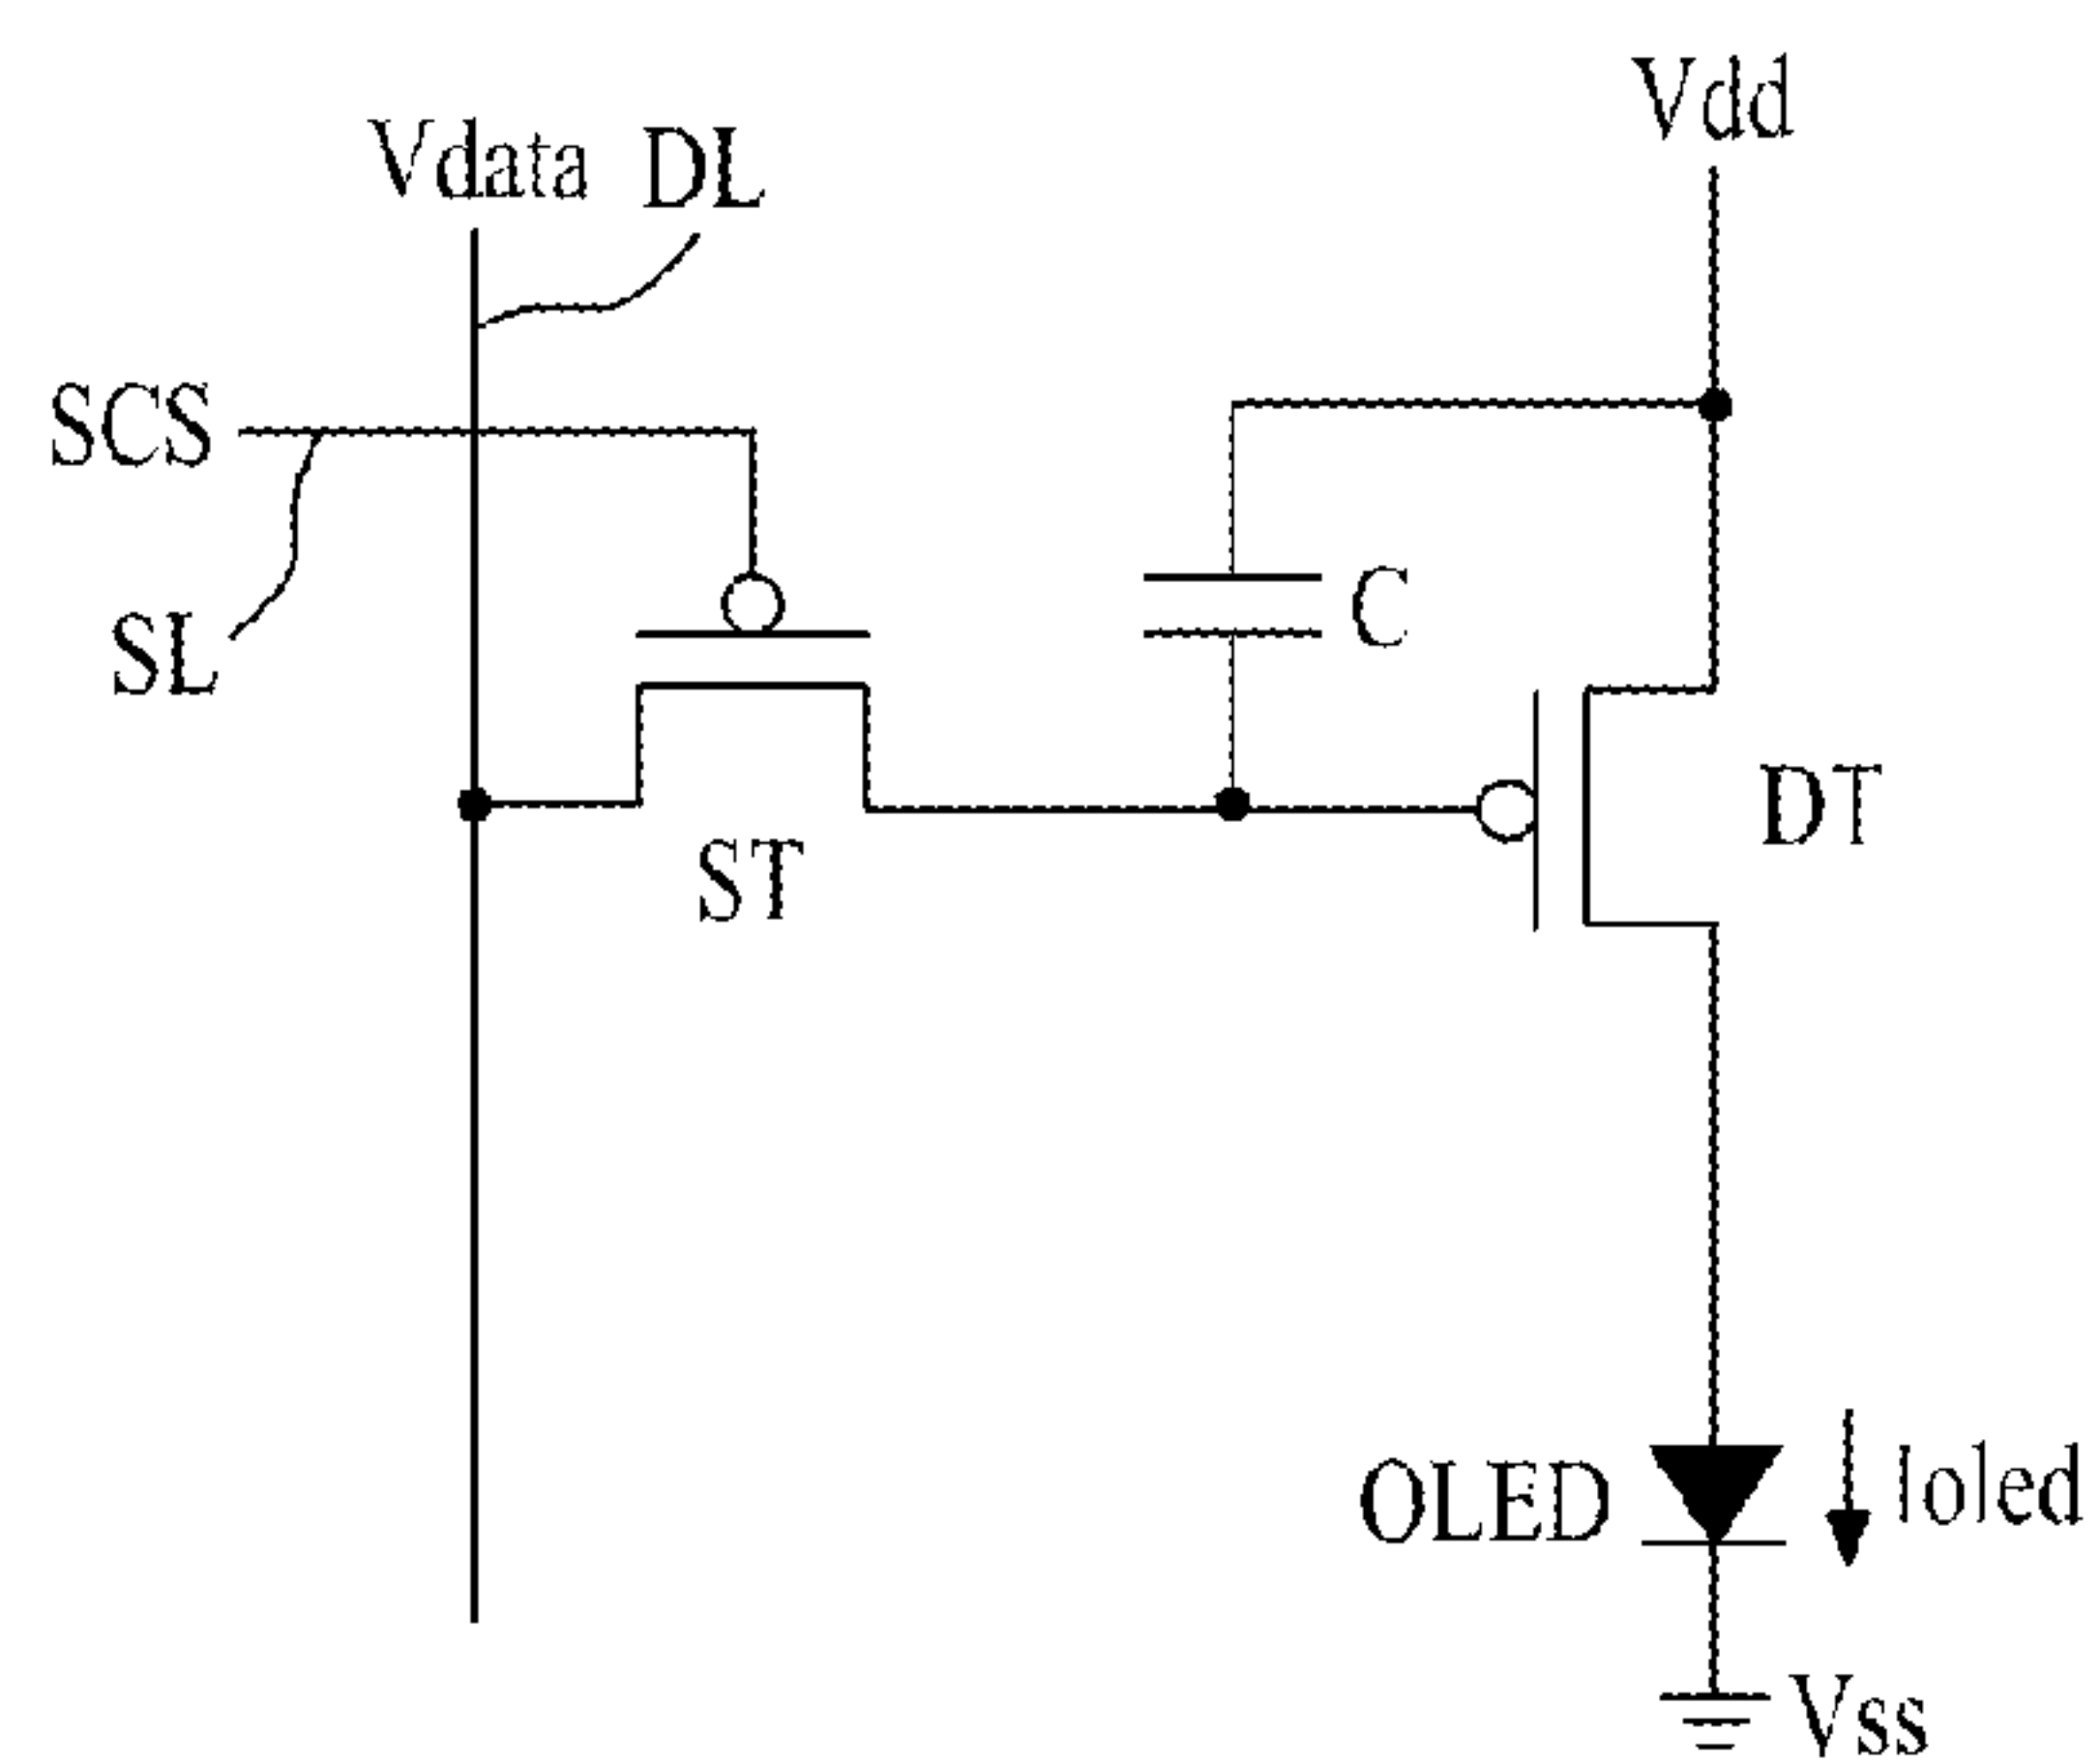 Vdd
Vdata DL
SCS
C
SL
DT
ST
OLED
Ioled
Vss